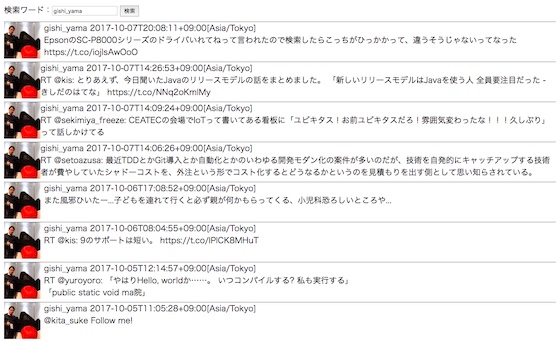 検索ワード： gishi_yama 検索
gishi_yama 2017-10-07T20:08:11+09:00[Asia/Tokyo]
EpsonのSC-P8000シリーズのドライバいれてねって言われたので検索したらこっちがひっかかって、違うそうじゃないってなった
https://t.co/iojlsAwOoO
gishi_yama 2017-10-07T14:26:53+09:00[Asia/Tokyo]
RT @kis: とりあえず、今日聞いたJavaのリリースモデルの話をまとめました。 「新しいリリースモデルはJavaを使う人 全員要注目だった -
きしだのはてな」 https://t.co/NNq2oKmlMy
gishi_yama 2017-10-07T14:09:24+09:00[Asia/Tokyo]
RT @sekimiya_freeze: CEATECの会場でIoTって書いてある看板に「ユビキタス！お前ユビキタスだろ！雰囲気変わったな！！！久しぶり」
って話しかけてる
gishi_yama 2017-10-07T14:06:26+09:00[Asia/Tokyo]
RT @setoazusa: 最近TDDとかGit導入とか自動化とかのいわゆる開発モダン化の案件が多いのだが、技術を自発的にキャッチアップする技術
者が費やしていたシャドーコストを、外注という形でコスト化するとどうなるかというのを見積もりを出す側として思い知らされている。
gishi_yama 2017-10-06T17:08:52+09:00[Asia/Tokyo]
また風邪ひいたー...子どもを連れて行くと必ず親が何かもらってくる、小児科恐ろしいところや...
gishi_yama 2017-10-06T08:04:55+09:00[Asia/Tokyo]
RT @kis: 9のサポートは短い。 https://t.co/lPlCK8MHuT
gishi_yama 2017-10-05T12:14:57+09:00[Asia/Tokyo]
RT @yuroyoro: 「やはりHello, worldか……。 いつコンパイルする? 私も実行する」
「public static void ma院」
gishi_yama 2017-10-05T11:05:28+09:00[Asia/Tokyo]
@kita_suke Follow me!